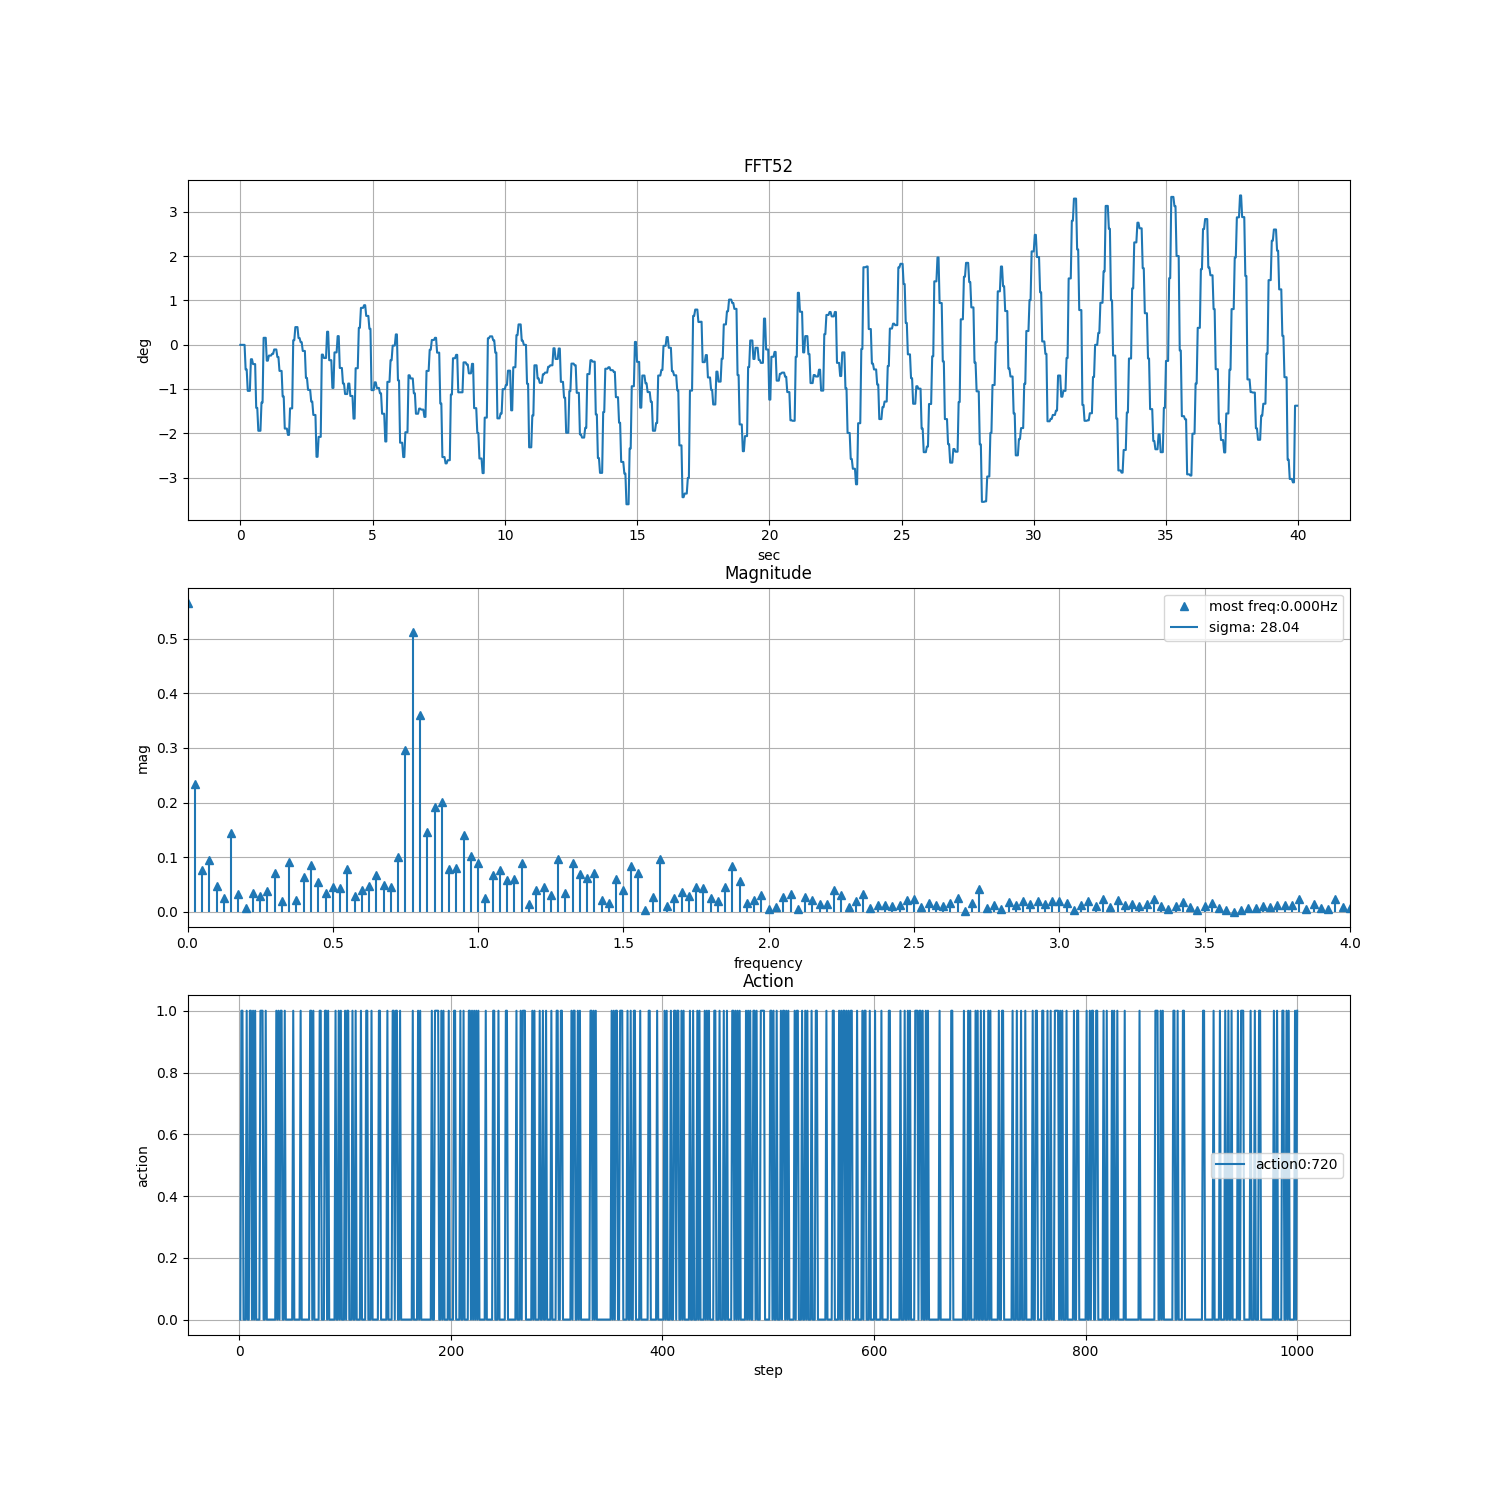 FFT52
3
2
1
0
−1
−2
−3
deg
0 5 10 15 20 25 30 35 40
sec
Magnitude
most freq:0.000Hz
sigma: 28.04
0.5
0.4
0.3
0.2
0.1
0.0
mag
0.0 0.5 1.0 1.5 2.0 2.5 3.0 3.5 4.0
frequency
Action
1.0
0.8
0.6
0.4
0.2
0.0
action
action0:720
0 200 400 600 800 1000
step